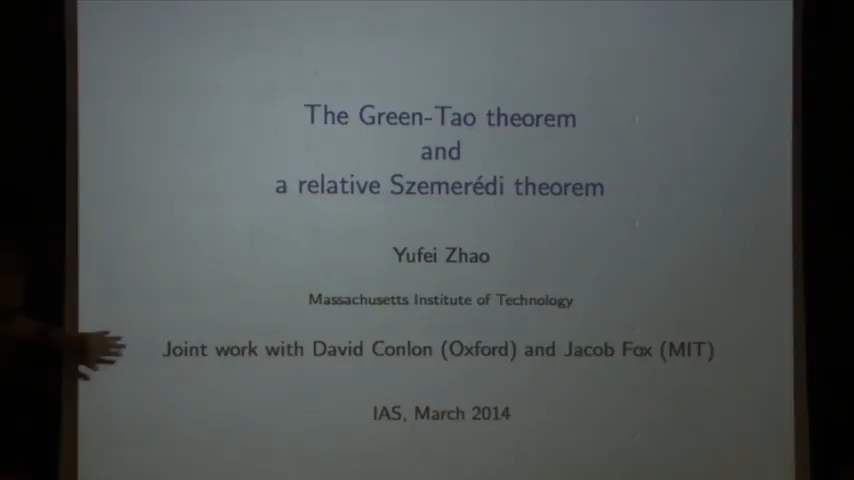 The Green-Tao theorem
and
a relative Szemerédi theorem
Yufei Zhao
Massachusetts Institute of Technology
Joint work with David Conlon (Oxford) and Jacob Fox (MIT)
IAS, March 2014